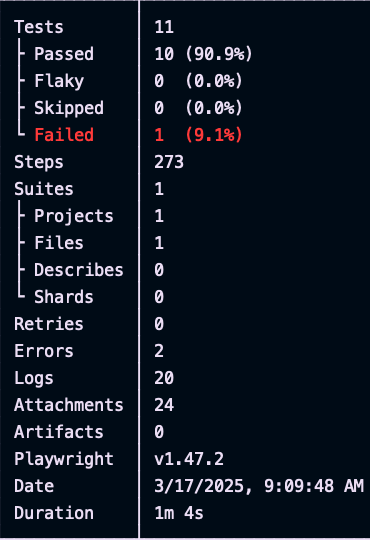 Tests 11
Passed 10 (90.9%)
Flaky 0 (0.0%)
Skipped 0 (0.0%)
Failed 1 (9.1%)
Steps 273
Suites 1
Projects 1
Files 1
Describes 0
Shards 0
Retries 0
Errors 2
Logs 20
Attachments 24
Artifacts 0
Playwright v1.47.2
Date 3/17/2025, 9:09:48 AM
Duration 1m 4s